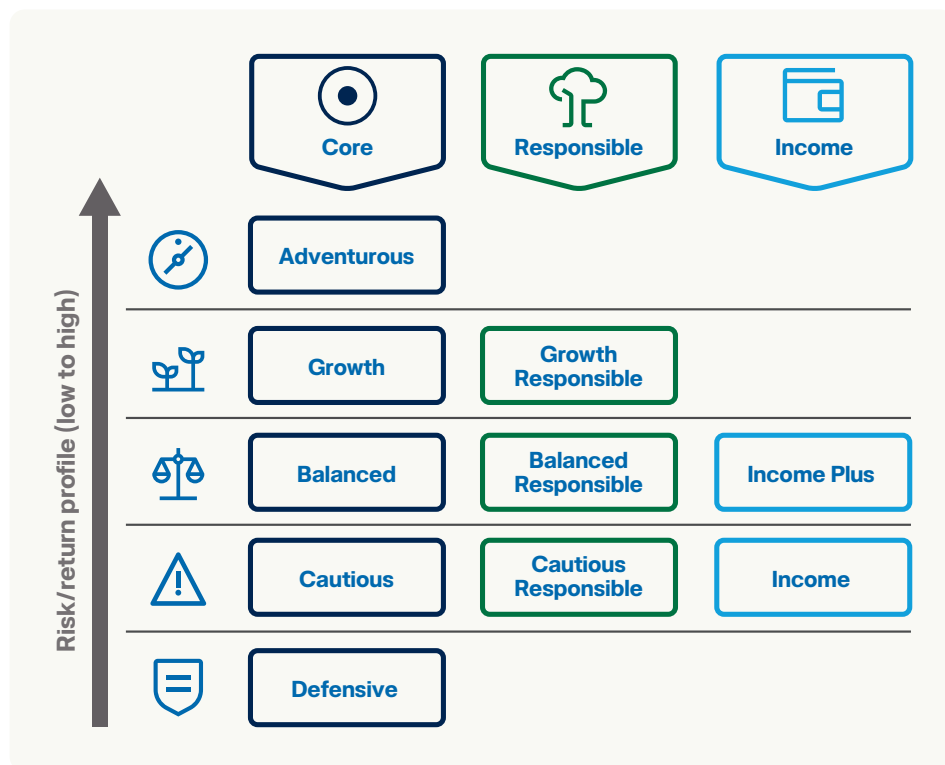 Core
Responsible
Income
Risk/return profile (low to high)
Adventurous
Growth
Growth
Responsible
Balanced
Balanced
Responsible
Income Plus
Cautious
Cautious
Responsible
Income
Defensive